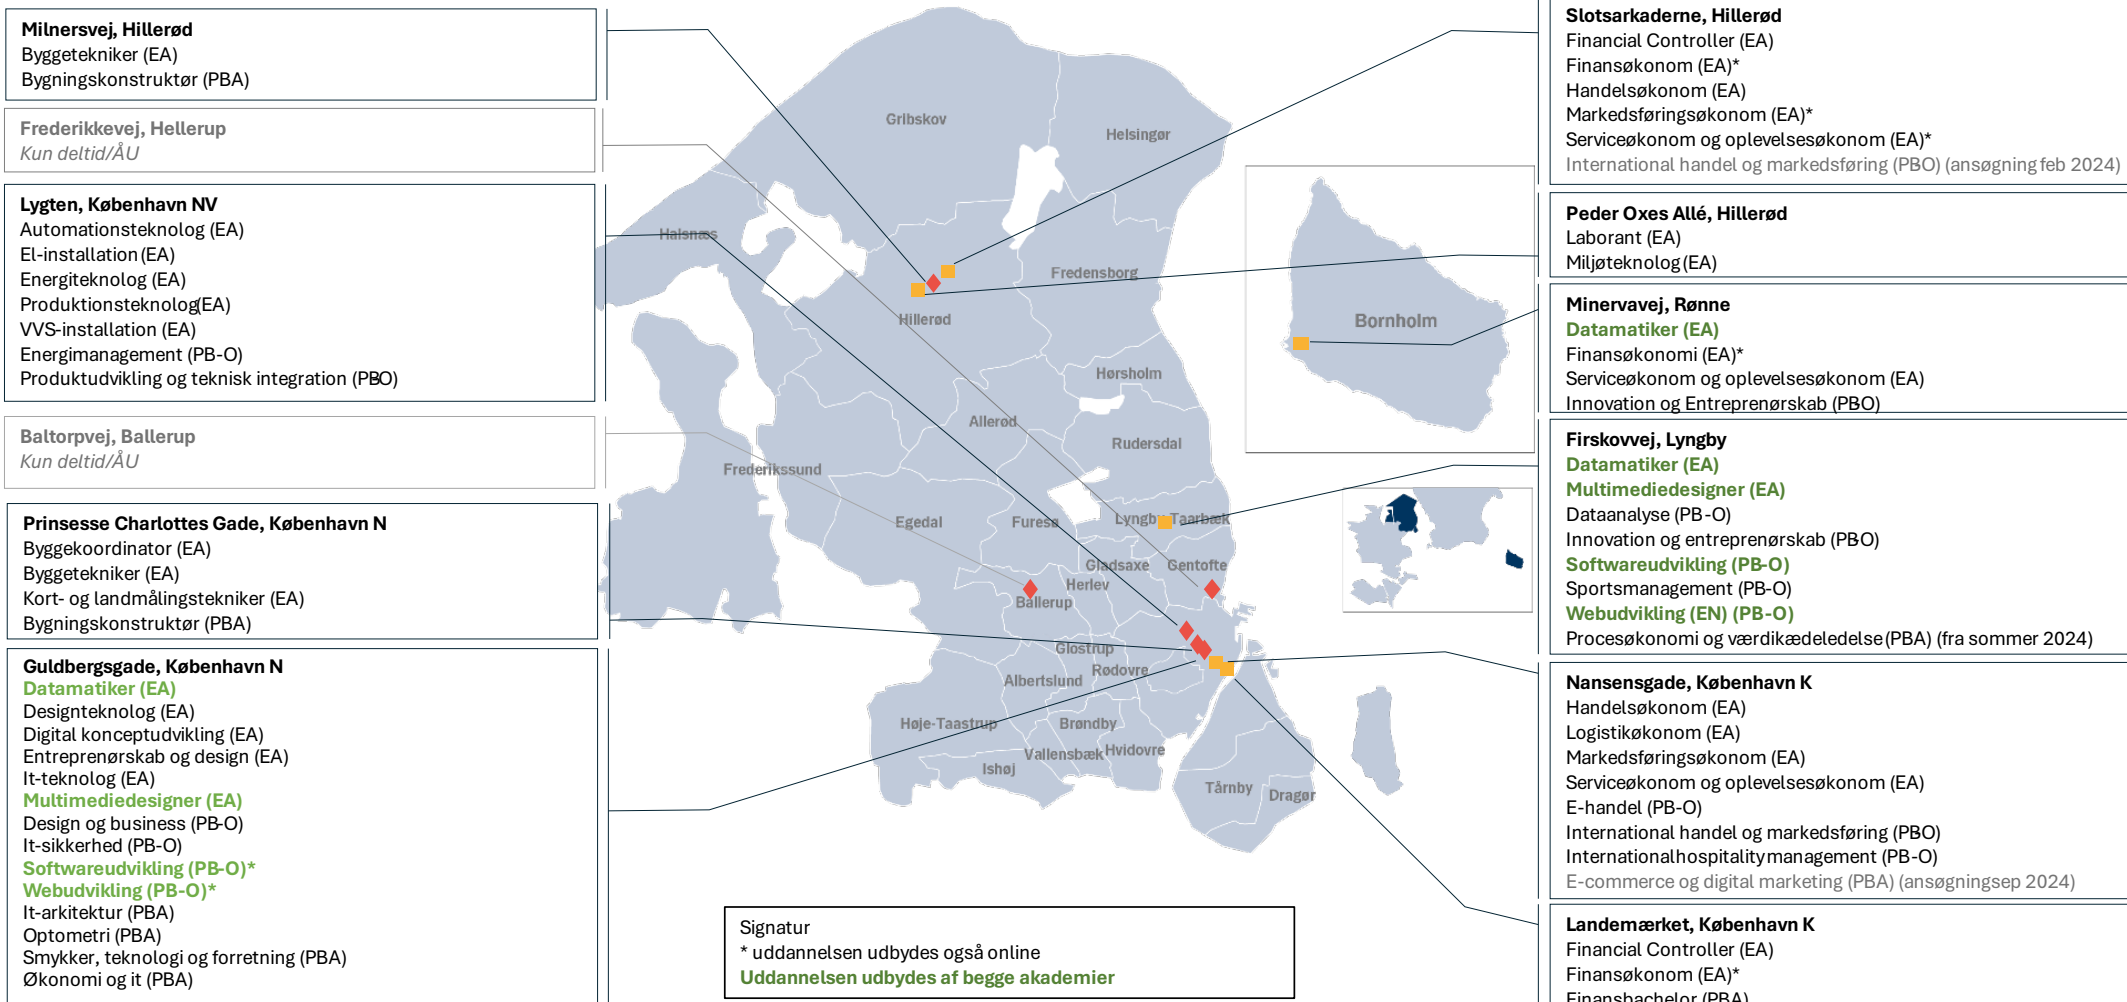 Milnersvej, Hillerød
Byggetekniker (EA)
Bygningskonstruktør (PBA)
Frederikkevej, Hellerup
Kun deltid/ÅU
Lygten, København NV
Automationsteknolog (EA)
El-installation (EA)
Energiteknolog (EA)
Produktionsteknolog(EA)
VVS-installation (EA)
Energimanagement (PB-O)
Produktudvikling og teknisk integration (PBO)
Baltorpvej, Ballerup
Kun deltid/ÅU
Prinsesse Charlottes Gade, København N
Byggekoordinator (EA)
Byggetekniker (EA)
Kort- og landmålingstekniker (EA)
Bygningskonstruktør (PBA)
Guldbergsgade, København N
Datamatiker (EA)
Designteknolog (EA)
Digital konceptudvikling (EA)
Entreprenørskab og design (EA)
It-teknolog (EA)
Multimediedesigner (EA)
Design og business (PB-O)
It-sikkerhed (PB-O)
Softwareudvikling (PB-O)*
Webudvikling (PB-O)*
It-arkitektur (PBA)
Optometri (PBA)
Smykker, teknologi og forretning (PBA)
Økonomi og it (PBA)
Gribskov
Helsingør
Halsnæs
Fredensborg
Hillerød
Hørsholm
Allerød
Rudersdal
Frederikssund
Egedal
Furesø
Lyngby-Taarbæk
Gladsaxe
Gentofte
Herlev
Ballerup
Glostrup
Rødovre
Albertslund
Høje-Taastrup
Brøndby
Vallensbæk
Hvidovre
Ishøj
Tårnby
Dragør
Bornholm
Signatur
* uddannelsen udbydes også online
Uddannelsen udbydes af begge akademier
Slotsarkaderne, Hillerød
Financial Controller (EA)
Finansøkonom (EA)*
Handelsøkonom (EA)
Markedsføringsøkonom (EA)*
Serviceøkonom og oplevelsesøkonom (EA)*
International handel og markedsføring (PBO) (ansøgning feb 2024)
Peder Oxes Allé, Hillerød
Laborant (EA)
Miljøteknolog (EA)
Minervavej, Rønne
Datamatiker (EA)
Finansøkonomi (EA)*
Serviceøkonom og oplevelsesøkonom (EA)
Innovation og Entreprenørskab (PBO)
Firskovvej, Lyngby
Datamatiker (EA)
Multimediedesigner (EA)
Dataanalyse (PB-O)
Innovation og entreprenørskab (PBO)
Softwareudvikling (PB-O)
Sportsmanagement (PB-O)
Webudvikling (EN) (PB-O)
Procesøkonomi og værdikædeledelse (PBA) (fra sommer 2024)
Nansensgade, København K
Handelsøkonom (EA)
Logistikøkonom (EA)
Markedsføringsøkonom (EA)
Serviceøkonom og oplevelsesøkonom (EA)
E-handel (PB-O)
International handel og markedsføring (PBO)
Internationalhospitalitymanagement (PB-O)
E-commerce og digital marketing (PBA) (ansøgningsep 2024)
Landemærket, København K
Financial Controller (EA)
Finansøkonom (EA)*
Finansbachelor (PBA)